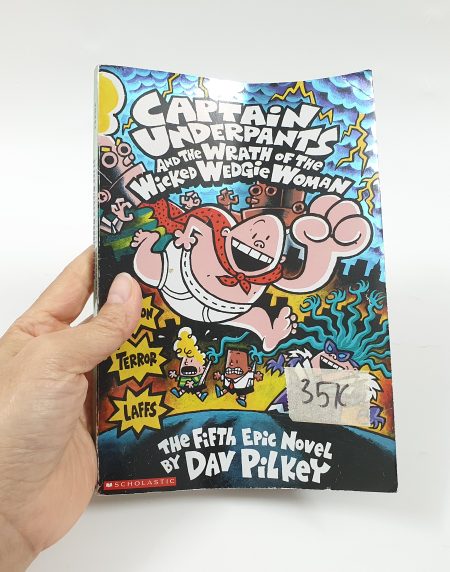 CAPTAIN
UNDERPANTS
AND THE WRATH OF THE
WICKED WEDGIE WOMAN
TERROR
LAFFS
35K
THE FIFTH EPIC NOVEL
BY DAV PILKEY
SCHOLASTIC